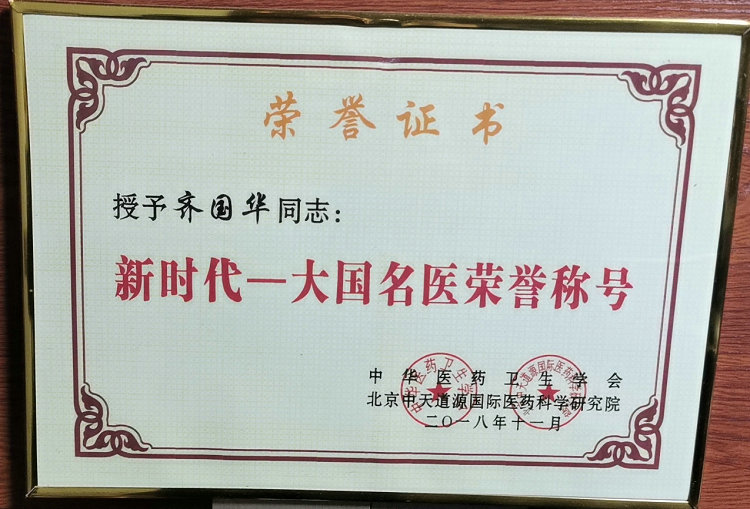 荣誉证书
授予齐国华同志：
新时代—大国名医荣誉称号
中华医药卫生学会
北京中天道源国际医药科学研究院
二〇一八年十一月